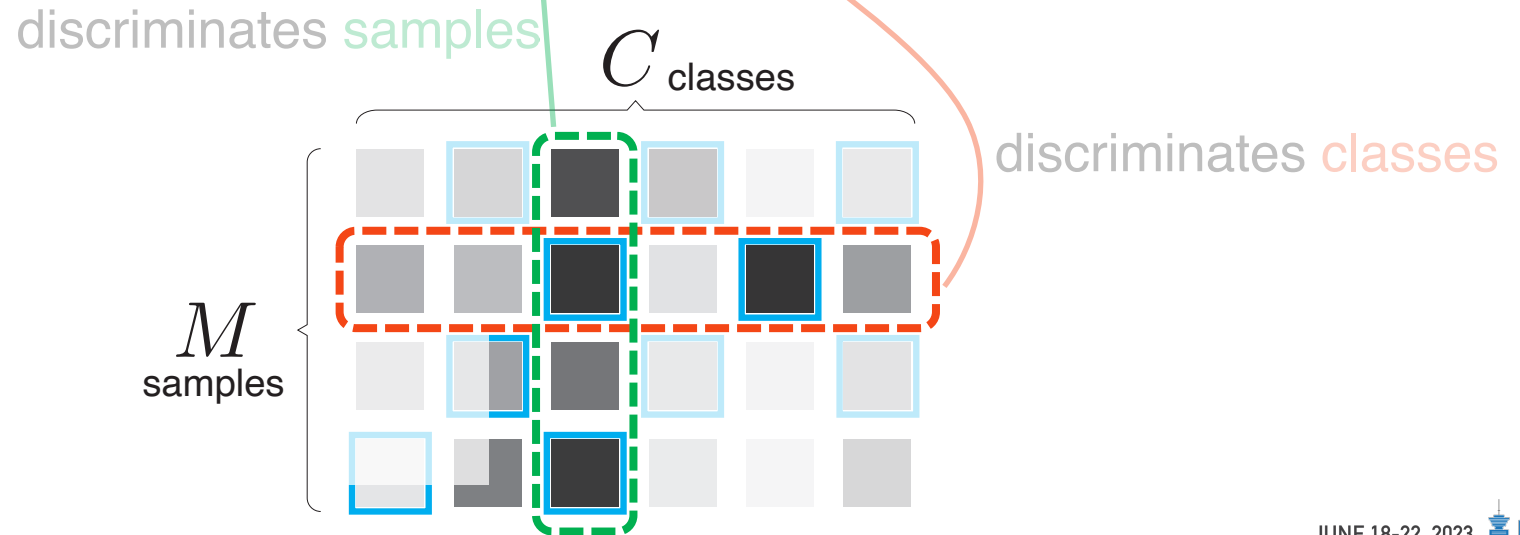 discriminates samples
C classes
discriminates classes
M
samples
JUNE 18-22, 2023